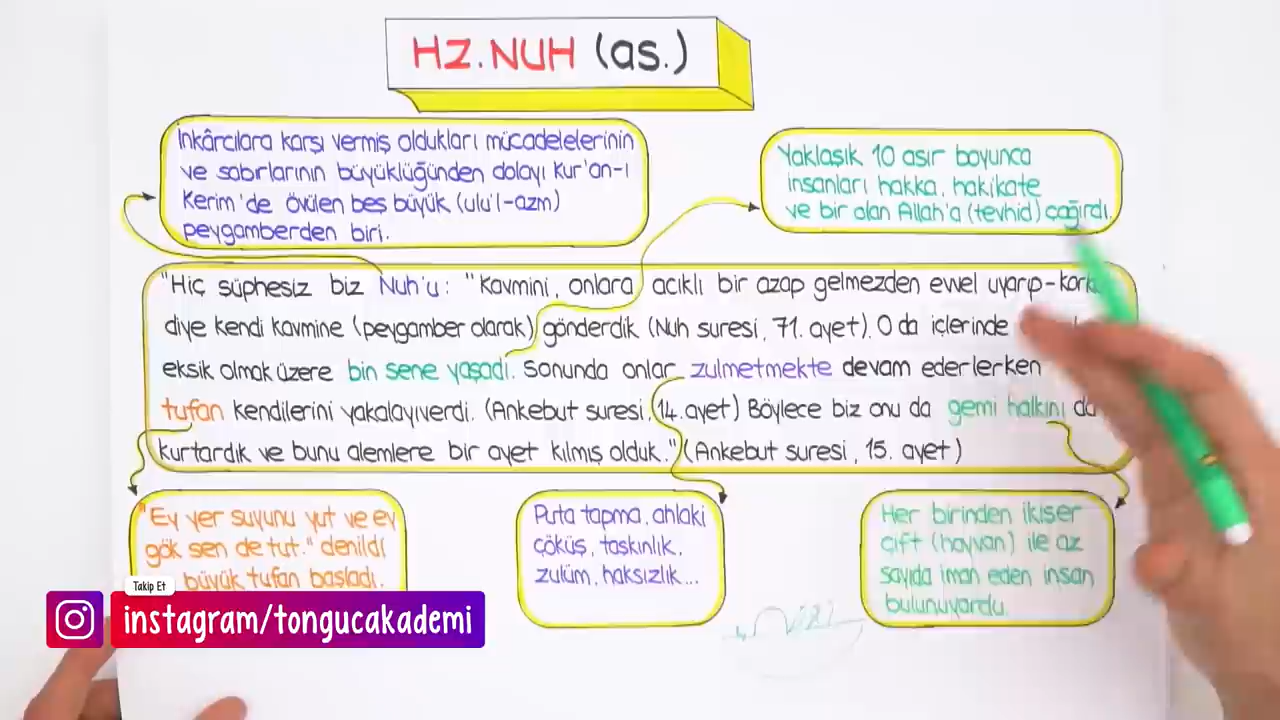 HZ. NUH (as.)
İnkârcılara karşı vermiş oldukları mücadelelerinin
ve sabırlarının büyüklüğünden dolayı Kur'an-ı
Kerim'de övülen beş büyük (ulu'l-azm)
peygamberden biri.
Yaklaşık 10 asır boyunca
insanları hakka, hakikate
ve bir olan Allah'a (tevhid) çağırdı.
"Hiç şüphesiz biz Nuh'u: "Kavmini, onlara acıklı bir azap gelmezden evvel uyarıp-kork
diye kendi kavmine (peygamber olarak) gönderdik (Nuh suresi, 71. ayet). O da içlerinde
eksik olmak üzere bin sene yaşadı. Sonunda onlar zulmetmekte devam ederlerken
tufan kendilerini yakalayıverdi. (Ankebut suresi, 14. ayet) Böylece biz onu da gemi halkını da
kurtardık ve bunu alemlere bir ayet kılmış olduk." (Ankebut suresi, 15. ayet)
"Ey yer suyunu yut ve ey
gök sen de tut." denildi
büyük tufan başladı.
Puta tapma, ahlaki
çöküş, taşkınlık,
zulüm, haksızlık...
Her birinden ikişer
çift (hayvan) ile az
sayıda iman eden insan
bulunuyordu.
Takip Et
instagram/tongucakademi